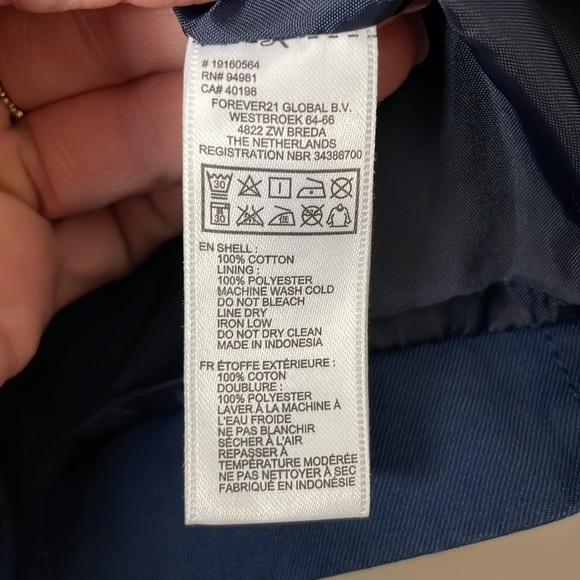 # 19160564
RN# 94981
CA# 40198
FOREVER21 GLOBAL B.V.
WESTBROEK 64-66
4822 ZW BREDA
THE NETHERLANDS
REGISTRATION NBR 34386700
30
30
EN SHELL :
100% COTTON
LINING :
100% POLYESTER
MACHINE WASH COLD
DO NOT BLEACH
LINE DRY
IRON LOW
DO NOT DRY CLEAN
MADE IN INDONESIA
FR ÉTOFFE EXTÉRIEURE :
100% COTON
DOUBLURE :
100% POLYESTER
LAVER À LA MACHINE À
L'EAU FROIDE
NE PAS BLANCHIR
SÉCHER À L'AIR
REPASSER À
TEMPÉRATURE MODÉRÉE
NE PAS NETTOYER À SEC
FABRIQUÉ EN INDONÉSIE